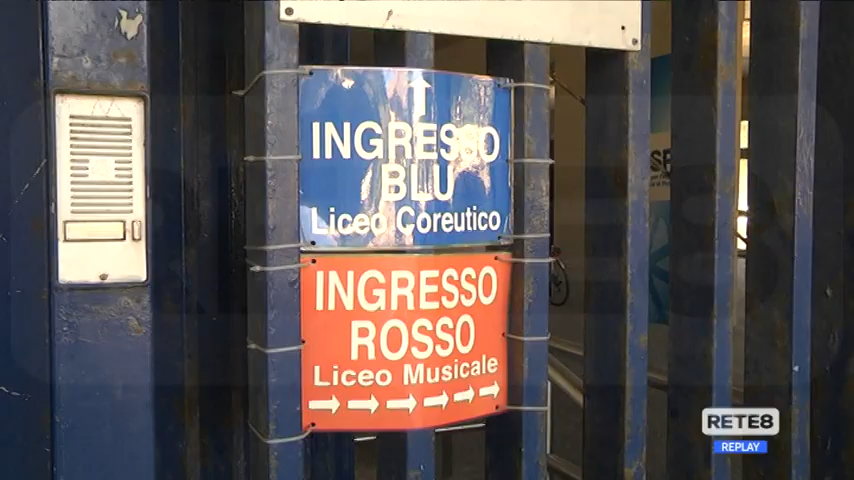 INGRESSO
BLU
Liceo Coreutico
INGRESSO
ROSSO
Liceo Musicale
RETE8
REPLAY